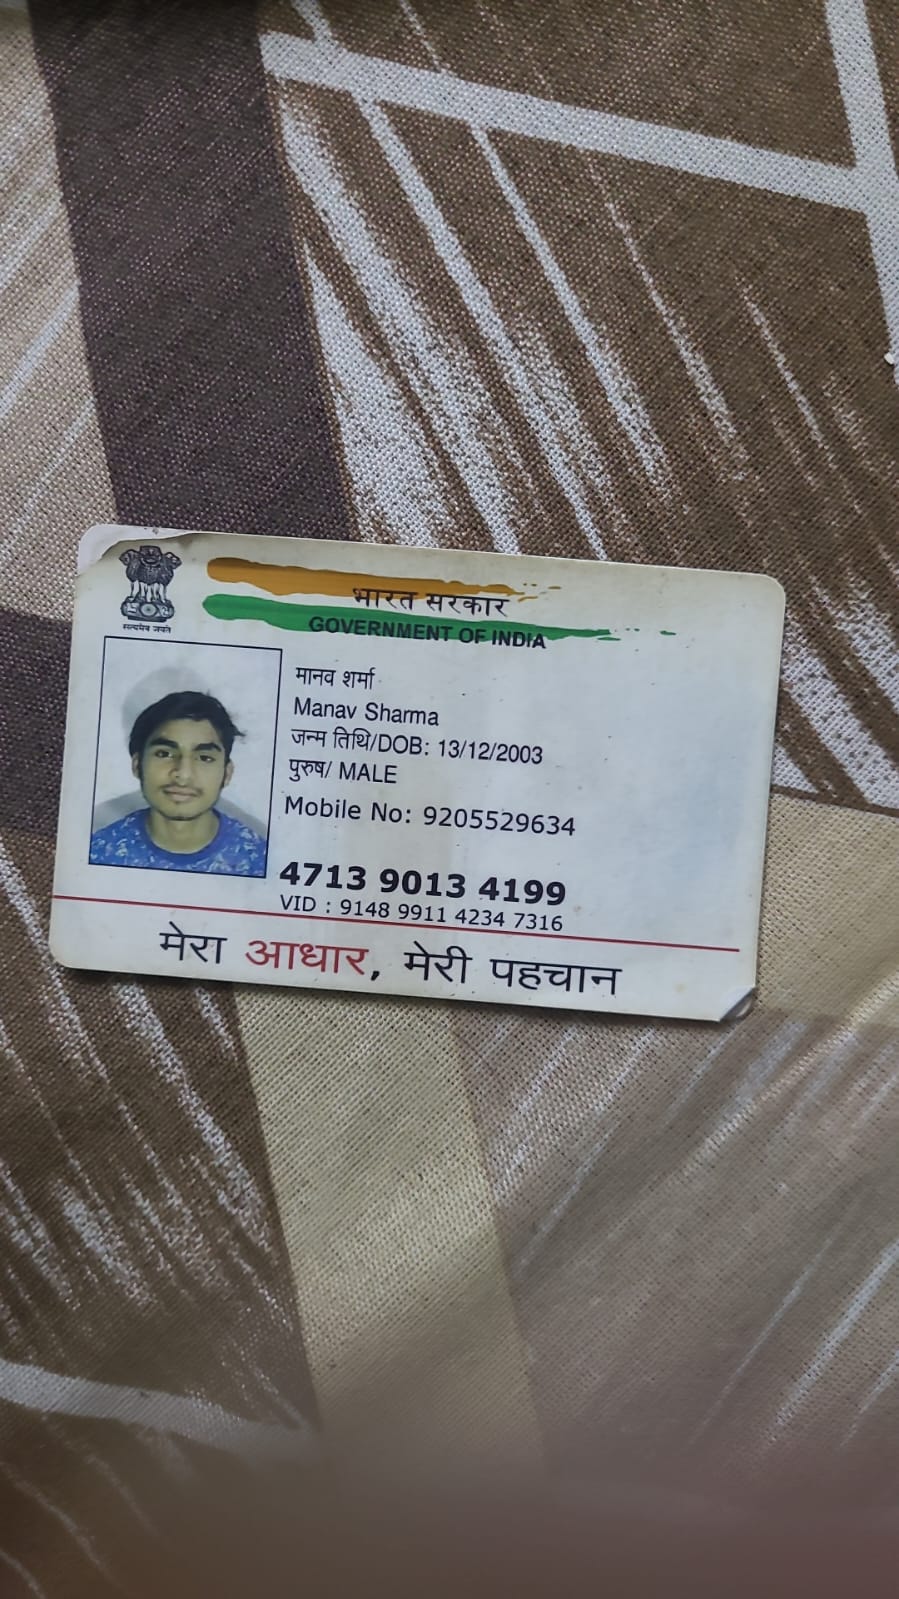 सत्यमेव जयते
भारत सरकार
GOVERNMENT OF INDIA
मानव शर्मा
Manav Sharma
जन्म तिथि/DOB: 13/12/2003
पुरुष/ MALE
Mobile No: 9205529634
4713 9013 4199
VID : 9148 9911 4234 7316
मेरा आधार, मेरी पहचान